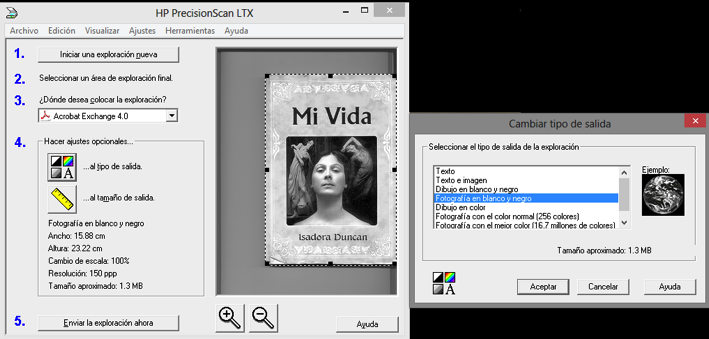 HP PrecisionScan LTX
Archivo Edición Visualizar Ajustes Herramientas Ayuda
1. Iniciar una exploración nueva
2. Seleccionar un área de exploración final.
3. ¿Dónde desea colocar la exploración?
Acrobat Exchange 4.0
4. Hacer ajustes opcionales...
A ...al tipo de salida.
...al tamaño de salida.
Fotografía en blanco y negro
Ancho: 15.88 cm
Altura: 23.22 cm
Cambio de escala: 100%
Resolución: 150 ppp
Tamaño aproximado: 1.3 MB
5. Enviar la exploración ahora
Mi Vida
Isadora Duncan
Ayuda
Cambiar tipo de salida
Seleccionar el tipo de salida de la exploración
Texto
Texto e imagen
Dibujo en blanco y negro
Fotografía en blanco y negro
Dibujo en color
Fotografía con el color normal (256 colores)
Fotografía con el mejor color (16.7 millones de colores)
Ejemplo:
Tamaño aproximado: 1.3 MB
A
Aceptar Cancelar Ayuda